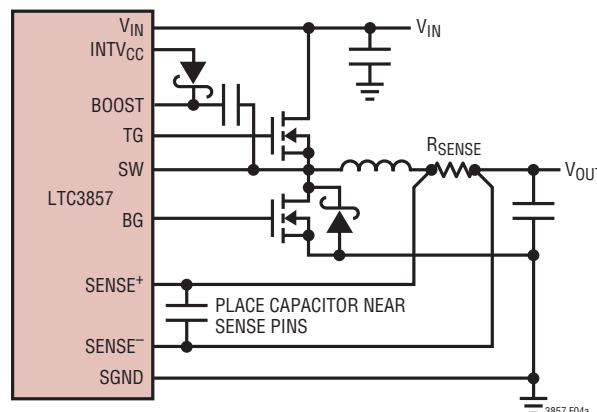 VIN
VIN
INTVCC
BOOST
TG
RSENSE
SW
VOUT
LTC3857
BG
SENSE+
PLACE CAPACITOR NEAR
SENSE PINS
SENSE–
SGND
3857 F04a